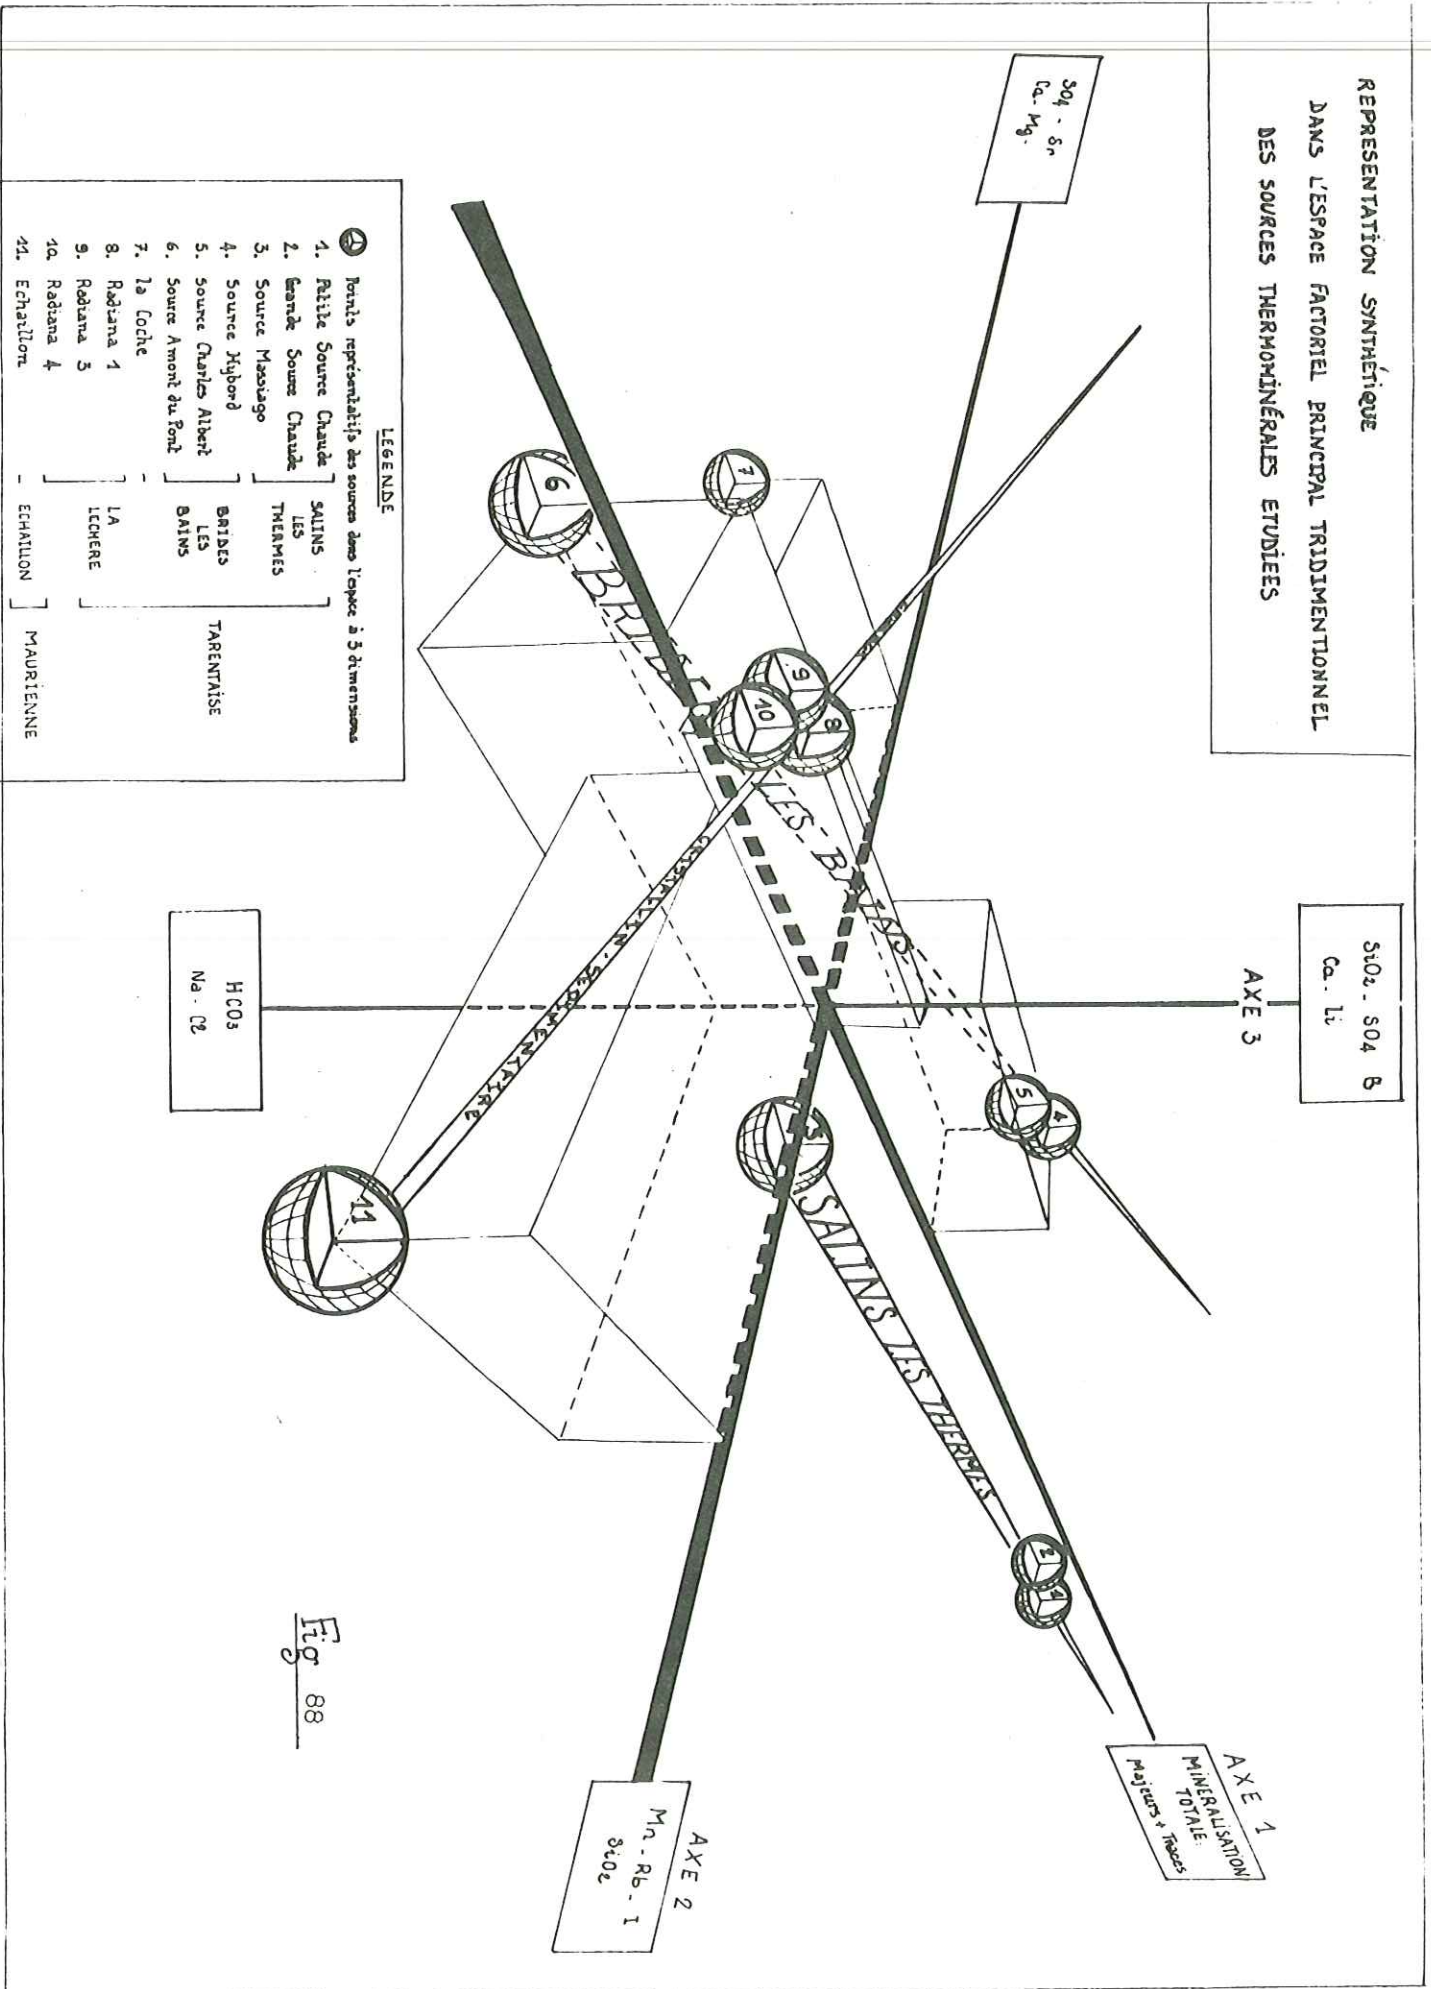 REPRESENTATION SYNTHÉTIQUE
DANS L'ESPACE FACTORIEL PRINCIPAL TRIDIMENTIONNEL
DES SOURCES THERMOMINÉRALES ETUDIEES
SO4 - Sr
Ca - Mg.
SiO2 - SO4 B
Ca - Li
AXE 3
AXE 1
MINERALISATION
TOTALE:
Majeurs + Traces
AXE 2
Mn - Rb - I
SiO2
HCO3
Na - Cl
7
6
BRIDES LES BAINS
9
8
10
5
4
3
SALINS LES THERMES
2
1
CRISTALLIN - SEDIMENTAIRE
11
LEGENDE
Points représentatifs des sources dans l'espace à 3 dimensions
1. Petite Source Chaude
2. Grande Source Chaude
3. Source Massiago
SALINS
LES
THERMES
4. Source Hybord
5. Source Charles Albert
6. Source Amont du Pont
BRIDES
LES
BAINS
7. la Coche -
8. Radiana 1
9. Radiana 3
10. Radiana 4
LA
LECHERE
TARENTAISE
11. Echaillon - ECHAILLON MAURIENNE
Fig 88